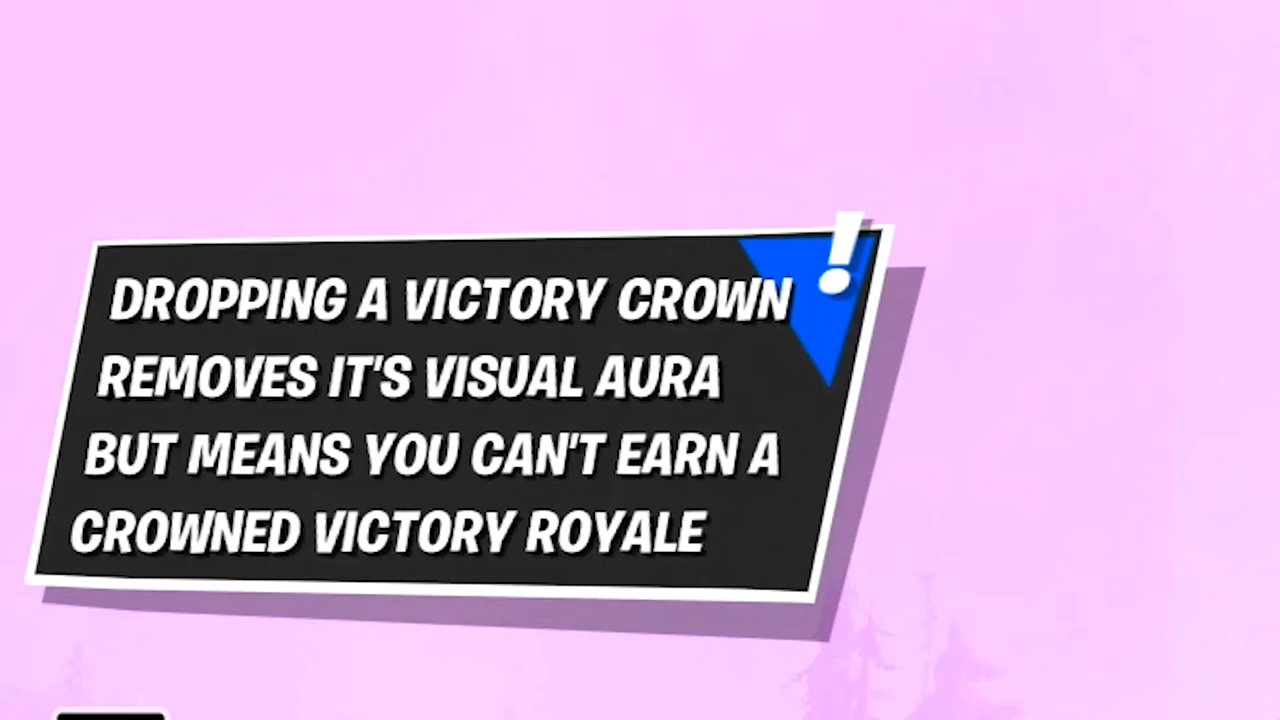 DROPPING A VICTORY CROWN
REMOVES IT'S VISUAL AURA
BUT MEANS YOU CAN'T EARN A
CROWNED VICTORY ROYALE
!